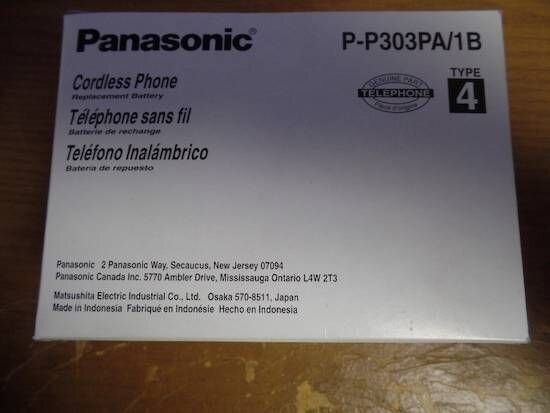 Panasonic®
P-P303PA/1B
Cordless Phone
Replacement Battery
Téléphone sans fil
Batterie de rechange
Teléfono Inalámbrico
Batería de repuesto
GENUINE PART
TELEPHONE
Pièce d'origine
TYPE
4
Panasonic 2 Panasonic Way, Secaucus, New Jersey 07094
Panasonic Canada Inc. 5770 Ambler Drive, Mississauga Ontario L4W 2T3
Matsushita Electric Industrial Co., Ltd. Osaka 570-8511, Japan
Made in Indonesia Fabriqué en Indonésie Hecho en Indonesia